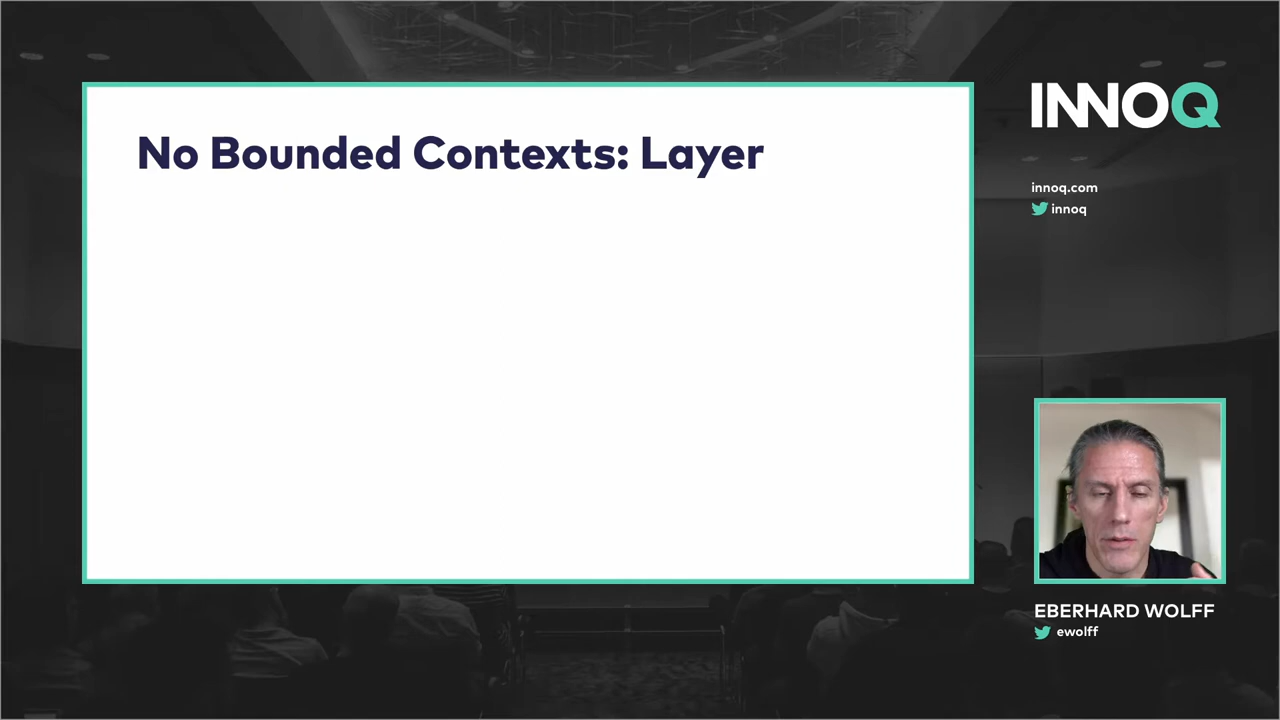 No Bounded Contexts: Layer
INNOQ
innoq.com
innoq
EBERHARD WOLFF
ewolff